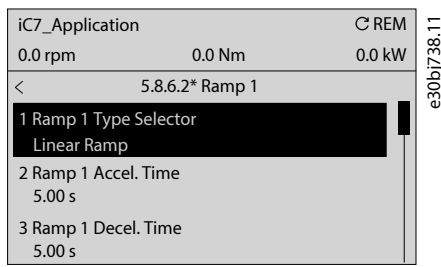 iC7_Application REM
0.0 rpm 0.0 Nm 0.0 kW
< 5.8.6.2* Ramp 1
1 Ramp 1 Type Selector
Linear Ramp
2 Ramp 1 Accel. Time
5.00 s
3 Ramp 1 Decel. Time
5.00 s
e30bj738.11